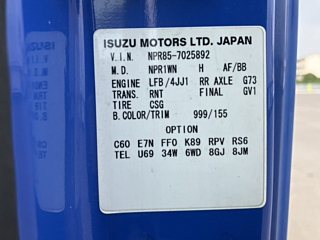 ISUZU MOTORS LTD. JAPAN
V.I.N. NPR85-7025892
M.D. NPR1WN H AF/BB
ENGINE LFB/4JJ1 RR AXLE G73
TRANS. RNT FINAL GV1
TIRE CSG
B.COLOR/TRIM 999/155
OPTION
C60 E7N FF0 K89 RPV RS6
TEL U69 34W 6WD 8GJ 8JM